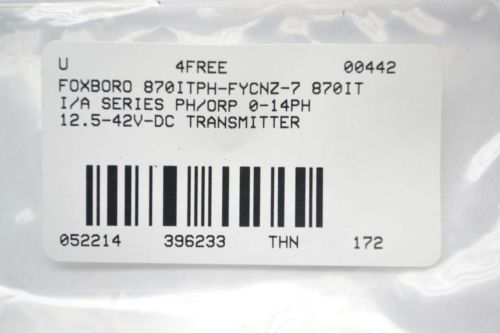 U 4FREE 00442
FOXBORO 870ITPH-FYCNZ-7 870IT
I/A SERIES PH/ORP 0-14PH
12.5-42V-DC TRANSMITTER
052214 396233 THN 172